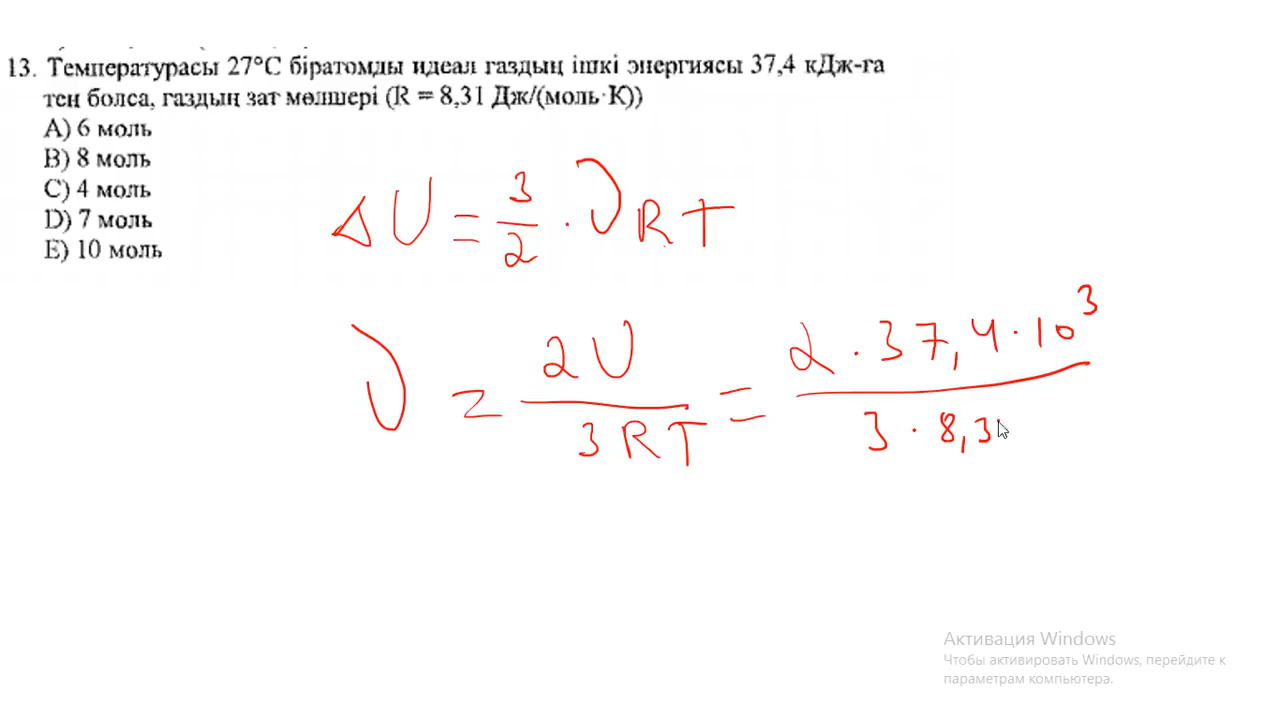 13. Температурасы 27°С біратомды идеал газдың ішкі энергиясы 37,4 кДж-ға
тең болса, газдың зат мөлшері (R = 8,31 Дж/(моль·К))
A) 6 моль
B) 8 моль
C) 4 моль
D) 7 моль
E) 10 моль
ΔU = 3/2 · νRT
ν = 2U / 3RT = 2 · 37,4 · 10³ / 3 · 8,3
Активация Windows
Чтобы активировать Windows, перейдите к
параметрам компьютера.